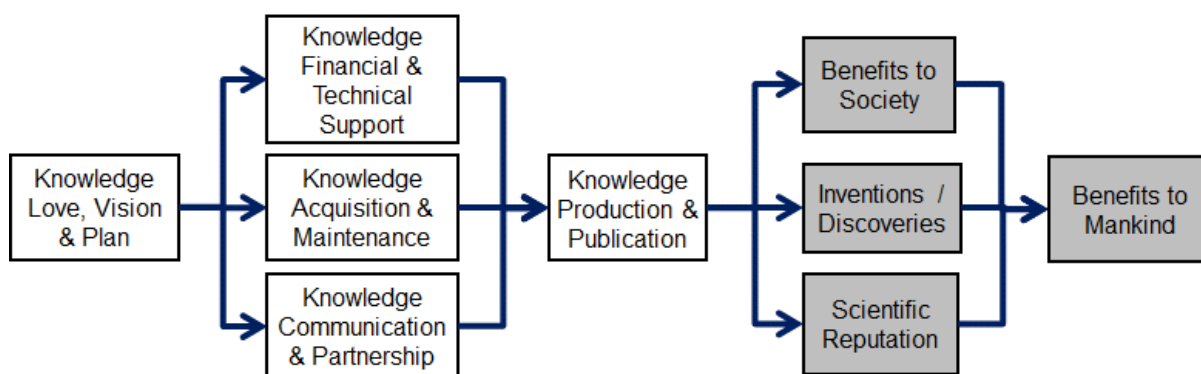 Knowledge
Love, Vision
& Plan
Knowledge
Financial &
Technical
Support
Knowledge
Acquisition &
Maintenance
Knowledge
Communication
& Partnership
Knowledge
Production &
Publication
Benefits to
Society
Inventions /
Discoveries
Scientific
Reputation
Benefits to
Mankind